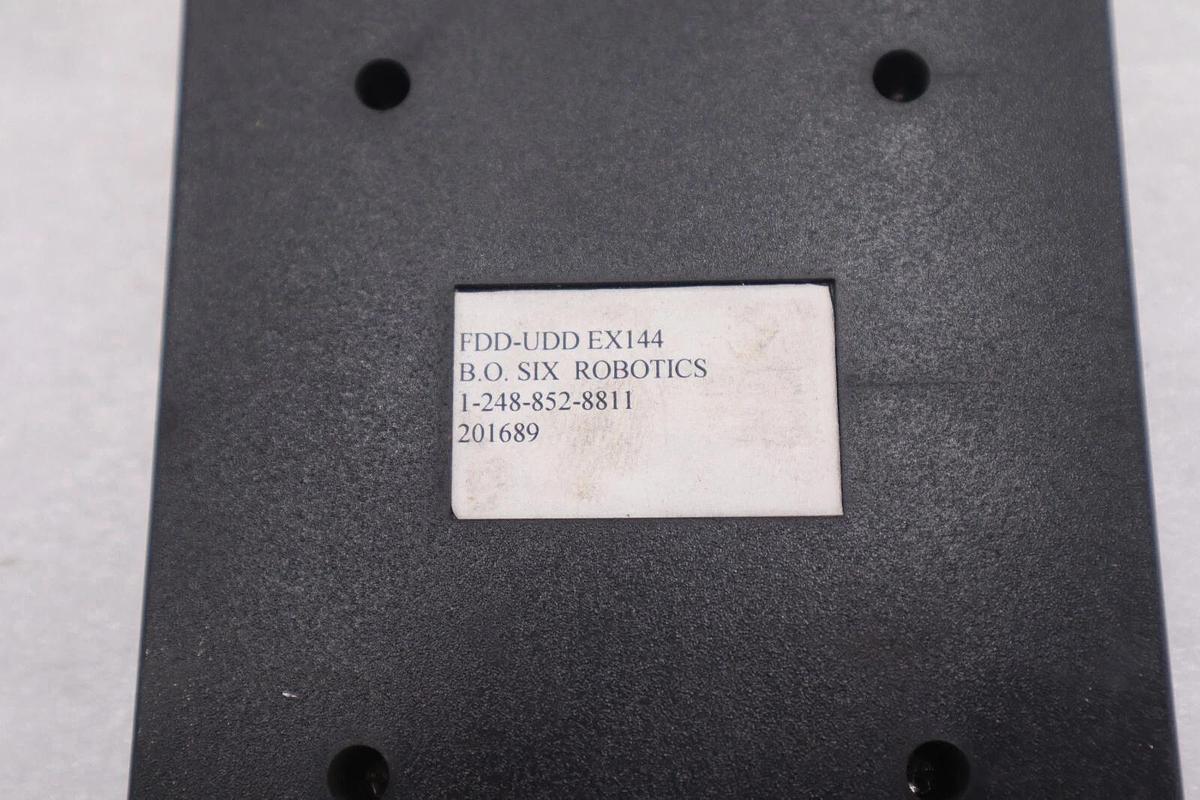 FDD-UDD EX144
B.O. SIX ROBOTICS
1-248-852-8811
201689